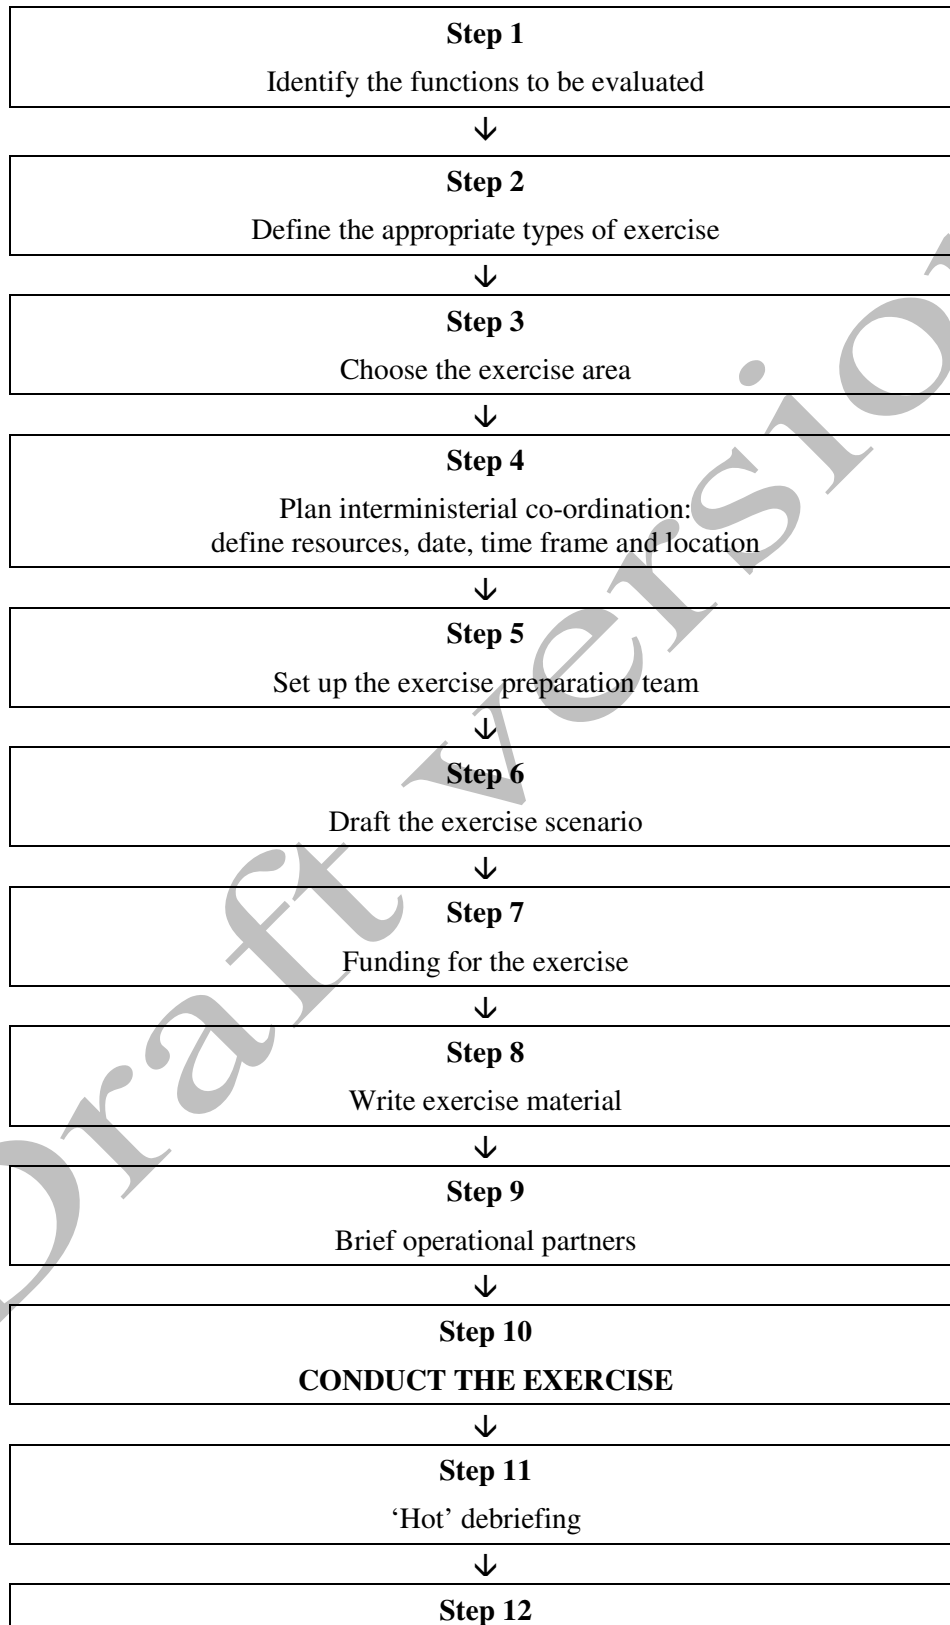 Step 1
Identify the functions to be evaluated
↓
Step 2
Define the appropriate types of exercise
↓
Step 3
Choose the exercise area
↓
Step 4
Plan interministerial co-ordination:
define resources, date, time frame and location
↓
Step 5
Set up the exercise preparation team
↓
Step 6
Draft the exercise scenario
↓
Step 7
Funding for the exercise
↓
Step 8
Write exercise material
↓
Step 9
Brief operational partners
↓
Step 10
CONDUCT THE EXERCISE
↓
Step 11
‘Hot’ debriefing
↓
Step 12
Draft version